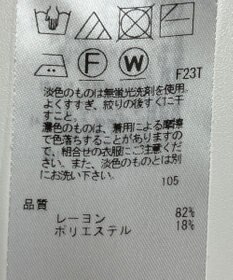 F
W
F23T
淡色のものは無蛍光洗剤を使用
よくすすぎ、絞りの後すぐに干
すこと。
濃色のものは、着用による摩擦
で色落ちすることがありますの
で、組合せの衣服にご注意くだ
さい。また、淡色のものとは別
にお洗い下さい。
105
品質
レーヨン 82%
ポリエステル 18%